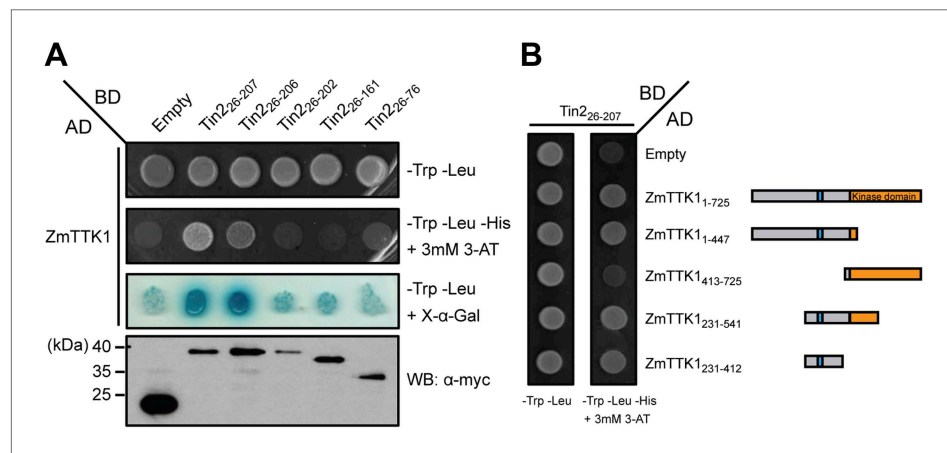 A
BD
AD
Empty
Tin2₂₆₋₂₀₇
Tin2₂₆₋₂₀₆
Tin2₂₆₋₂₀₂
Tin2₂₆₋₁₆₁
Tin2₂₆₋₇₆
-Trp -Leu
ZmTTK1
-Trp -Leu -His
+ 3mM 3-AT
-Trp -Leu
+ X-α-Gal
(kDa)
40
35
25
WB: α-myc
B
BD
AD
Tin2₂₆₋₂₀₇
Empty
ZmTTK1₁₋₇₂₅
Kinase domain
ZmTTK1₁₋₄₄₇
ZmTTK1₄₁₃₋₇₂₅
ZmTTK1₂₃₁₋₅₄₁
ZmTTK1₂₃₁₋₄₁₂
-Trp -Leu
-Trp -Leu -His
+ 3mM 3-AT